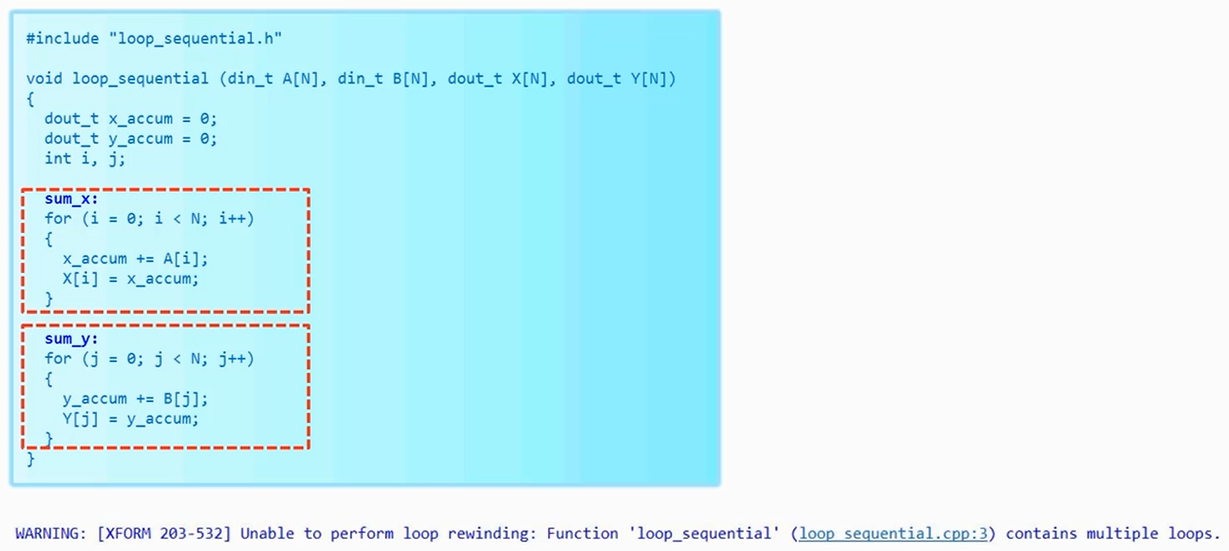 #include "loop_sequential.h"
void loop_sequential (din_t A[N], din_t B[N], dout_t X[N], dout_t Y[N])
{
dout_t x_accum = 0;
dout_t y_accum = 0;
int i, j;
sum_x:
for (i = 0; i < N; i++)
{
x_accum += A[i];
X[i] = x_accum;
}
sum_y:
for (j = 0; j < N; j++)
{
y_accum += B[j];
Y[j] = y_accum;
}
}
WARNING: [XFORM 203-532] Unable to perform loop rewinding: Function 'loop_sequential' (loop_sequential.cpp:3) contains multiple loops.